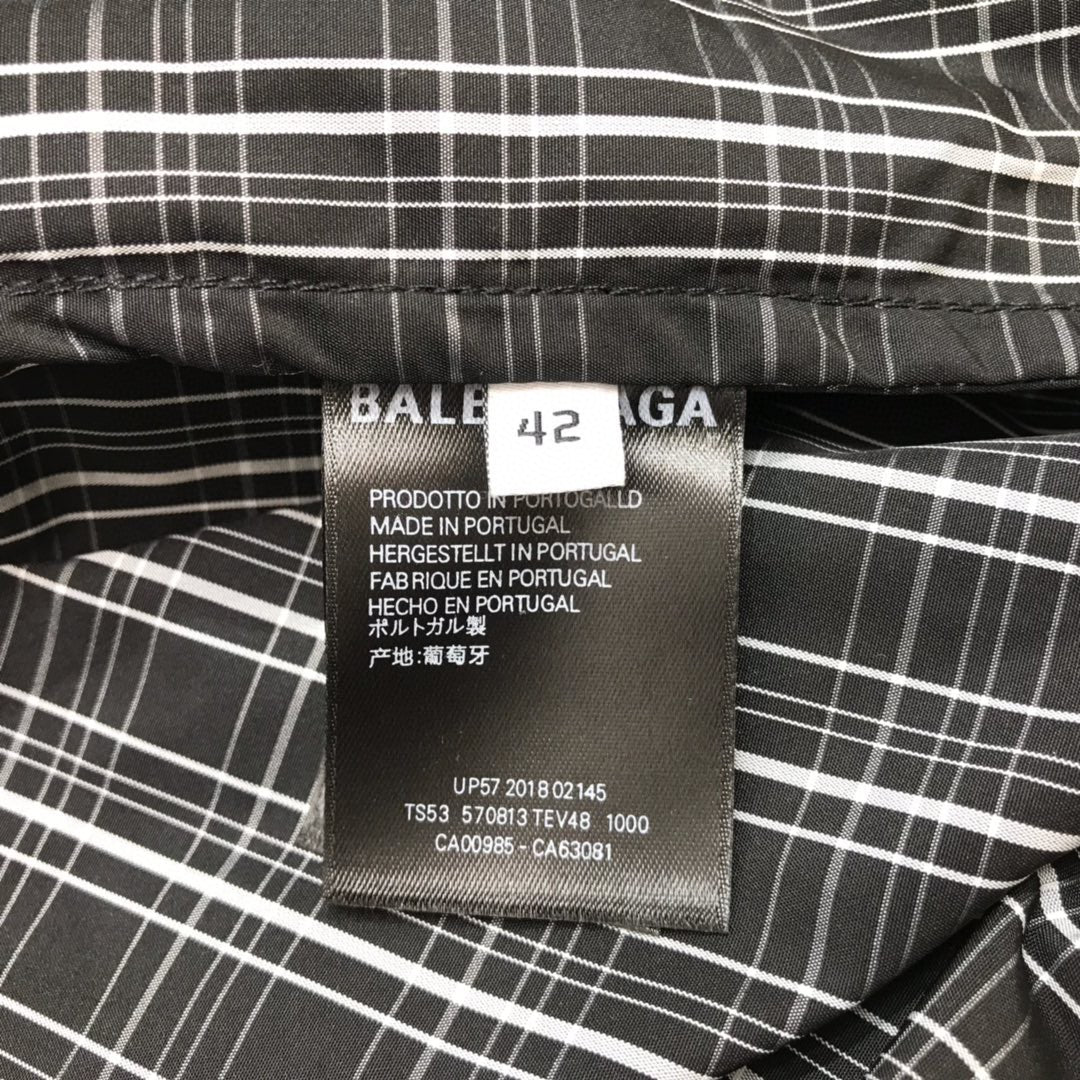 BALE AGA
42
PRODOTTO IN PORTOGALLD
MADE IN PORTUGAL
HERGESTELLT IN PORTUGAL
FABRIQUE EN PORTUGAL
HECHO EN PORTUGAL
ポルトガル製
产地:葡萄牙
UP57 2018 02145
TS53 570813 TEV48 1000
CA00985-CA63081